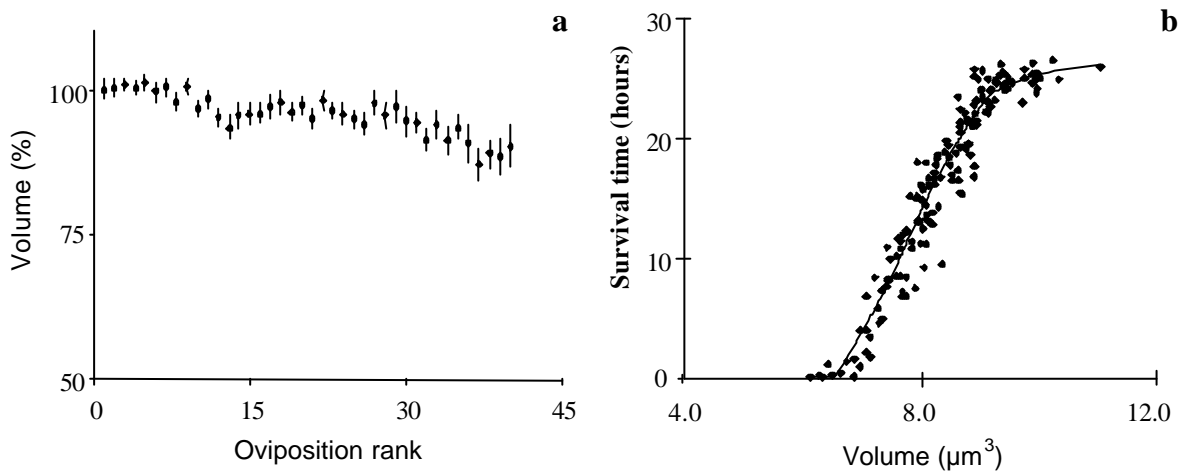 a
Volume (%)
100
75
50
0
15
30
45
Oviposition rank
b
Survival time (hours)
30
20
10
0
4.0
8.0
12.0
Volume (µm³)